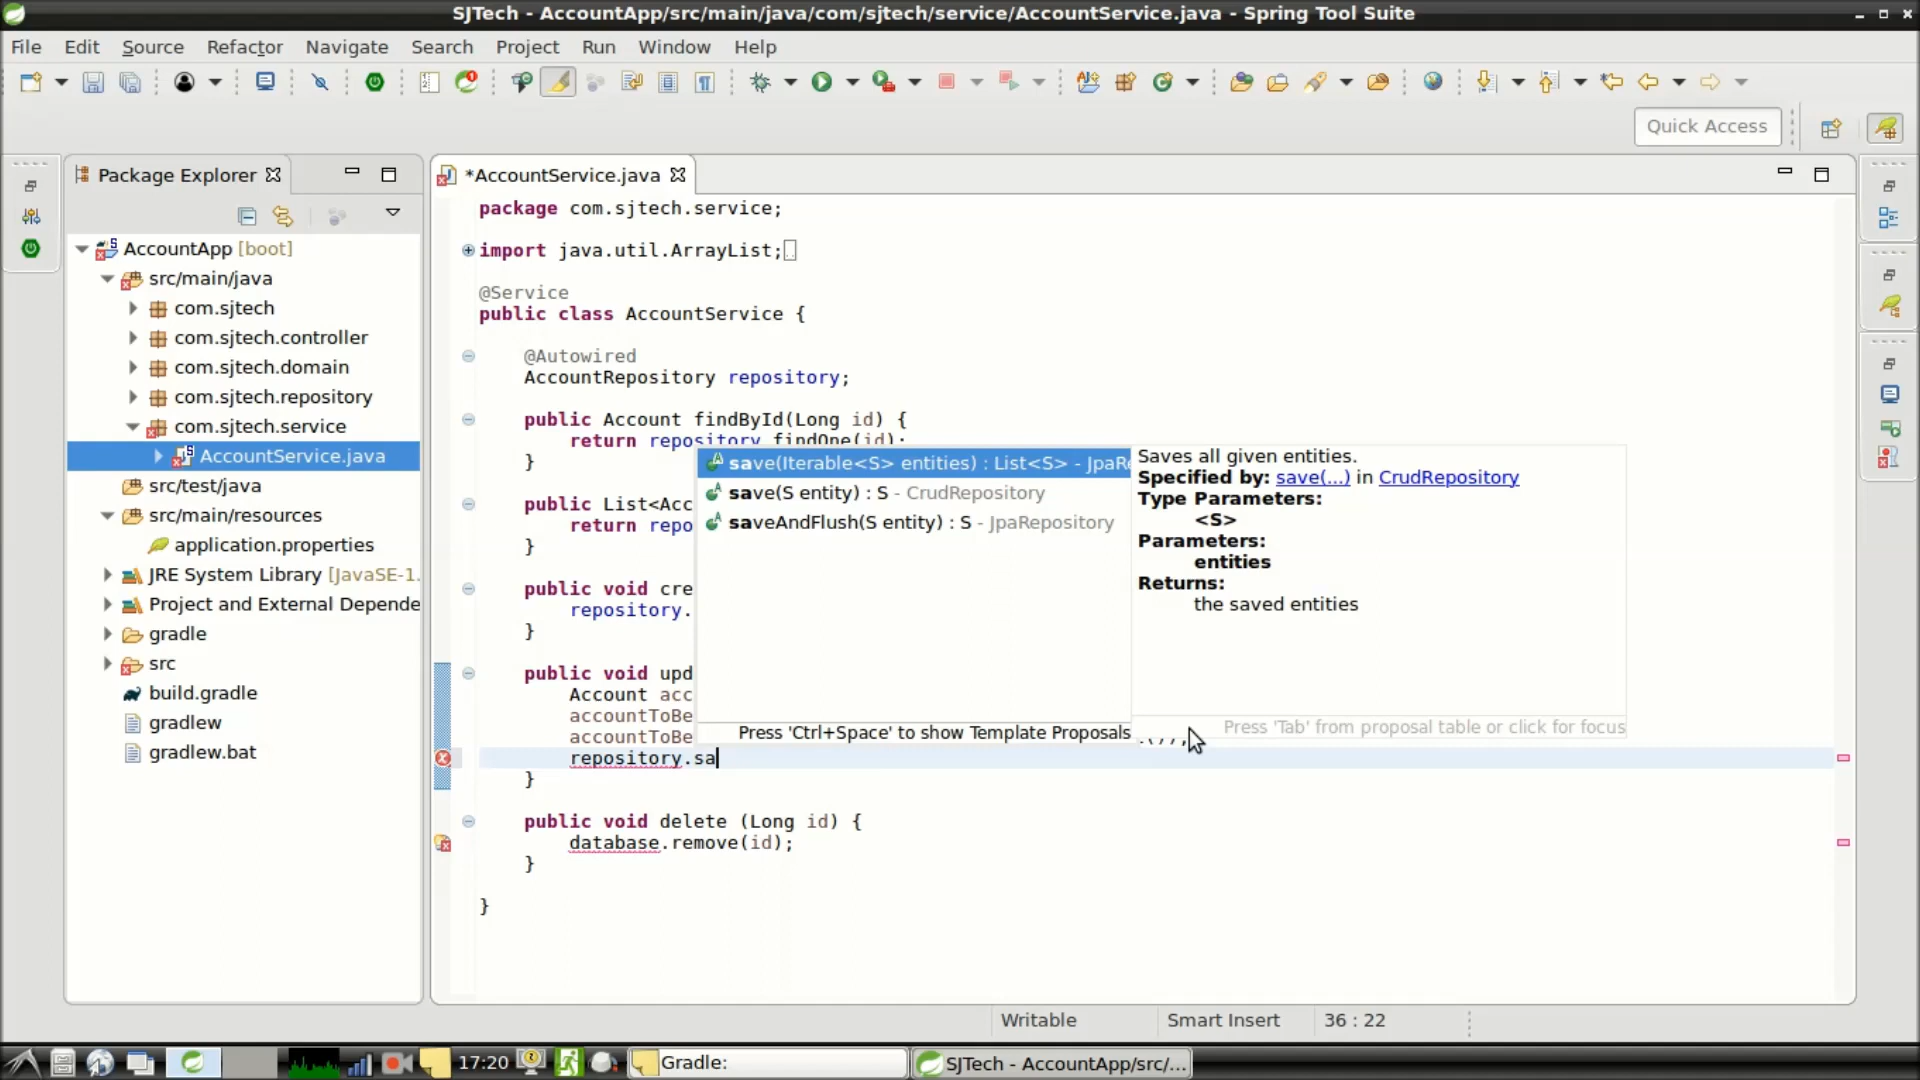 SJTech - AccountApp/src/main/java/com/sjtech/service/AccountService.java - Spring Tool Suite
File Edit Source Refactor Navigate Search Project Run Window Help
Quick Access
Package Explorer
*AccountService.java
AccountApp [boot]
src/main/java
com.sjtech
com.sjtech.controller
com.sjtech.domain
com.sjtech.repository
com.sjtech.service
AccountService.java
src/test/java
src/main/resources
application.properties
JRE System Library [JavaSE-1.
Project and External Depende
gradle
src
build.gradle
gradlew
gradlew.bat
package com.sjtech.service;
import java.util.ArrayList;
@Service
public class AccountService {
@Autowired
AccountRepository repository;
public Account findById(Long id) {
return repository.findOne(id);
}
public List<Acc
return repo
}
public void cre
repository.
}
public void upd
Account acc
accountToBe
accountToBe
repository.sa
}
public void delete (Long id) {
database.remove(id);
}
}
save(Iterable<S> entities) : List<S> - JpaRe
save(S entity) : S - CrudRepository
saveAndFlush(S entity) : S - JpaRepository
Press 'Ctrl+Space' to show Template Proposals
Saves all given entities.
Specified by: save(...) in CrudRepository
Type Parameters:
<S>
Parameters:
entities
Returns:
the saved entities
Press 'Tab' from proposal table or click for focus
Writable Smart Insert 36 : 22
17:20 Gradle: SJTech - AccountApp/src/...